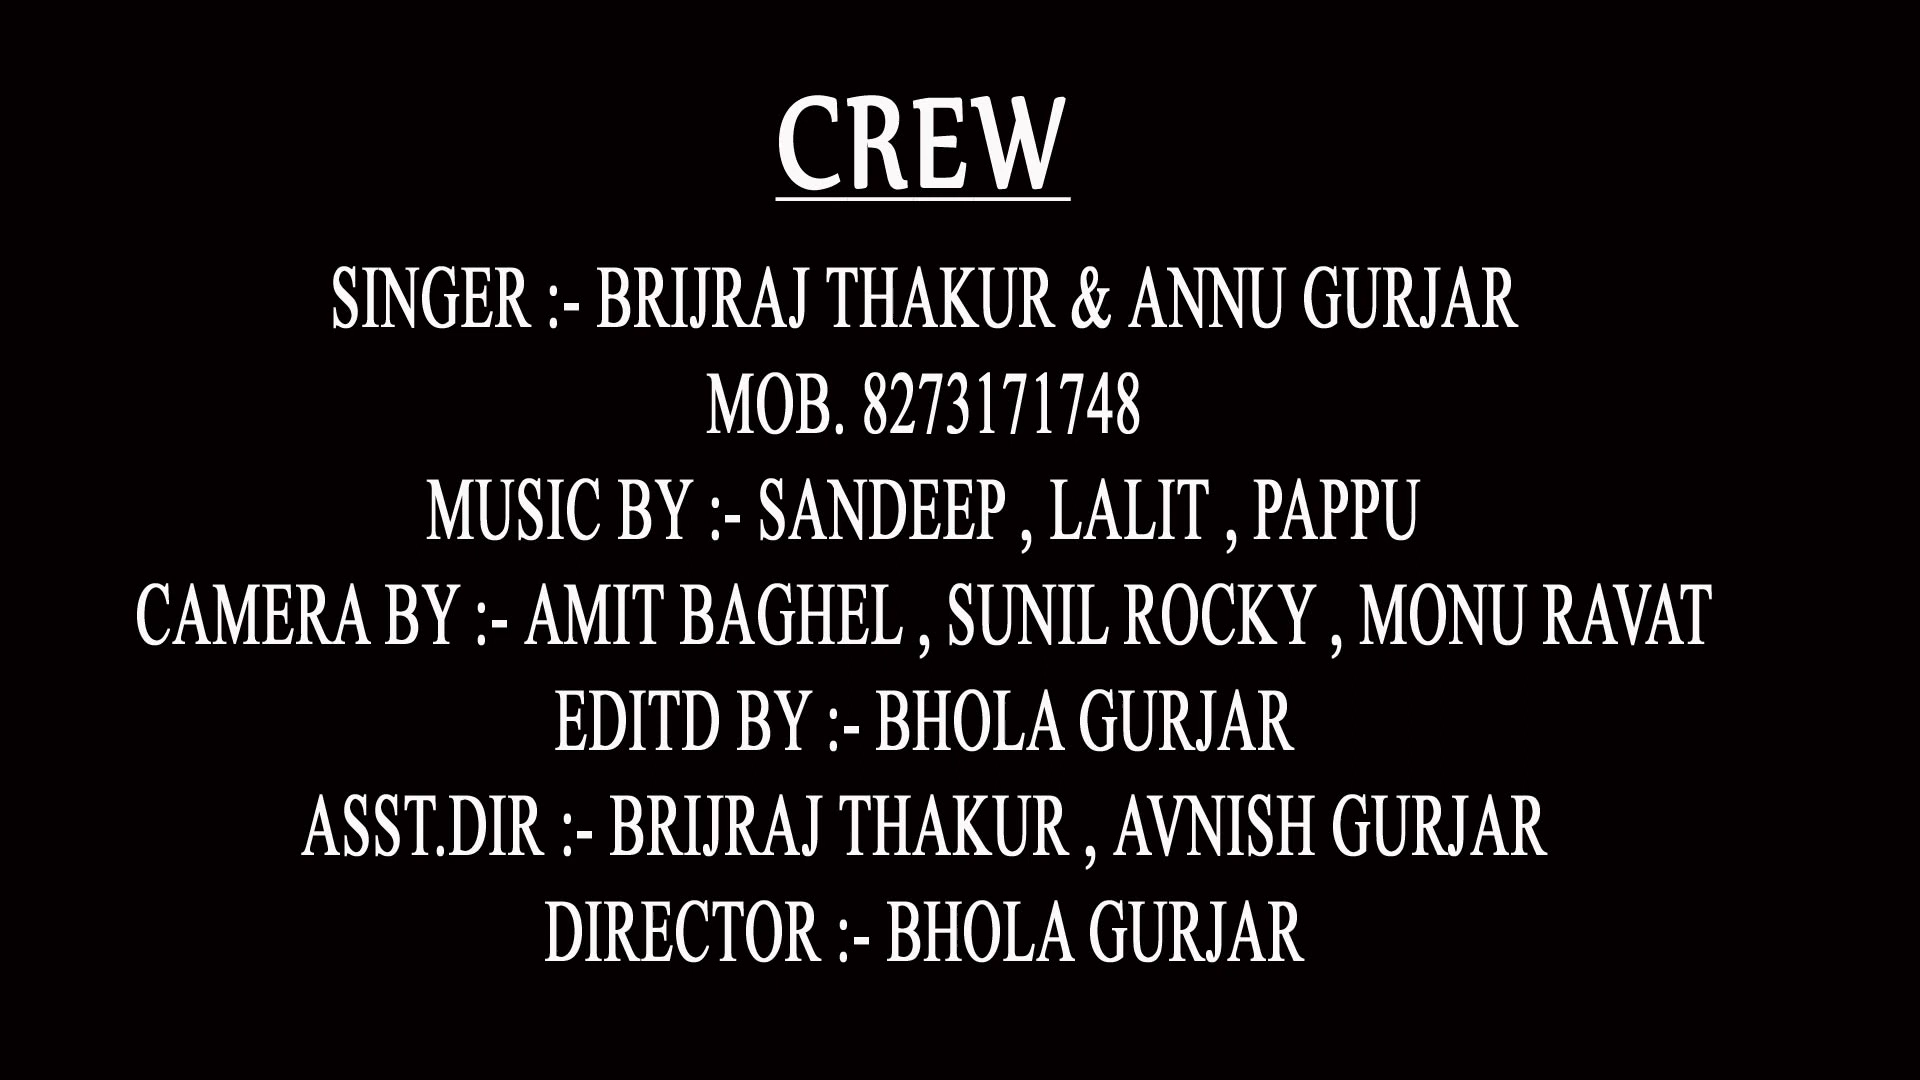 CREW
SINGER :- BRIJRAJ THAKUR & ANNU GURJAR
MOB. 8273171748
MUSIC BY :- SANDEEP , LALIT , PAPPU
CAMERA BY :- AMIT BAGHEL , SUNIL ROCKY , MONU RAVAT
EDITD BY :- BHOLA GURJAR
ASST.DIR :- BRIJRAJ THAKUR , AVNISH GURJAR
DIRECTOR :- BHOLA GURJAR